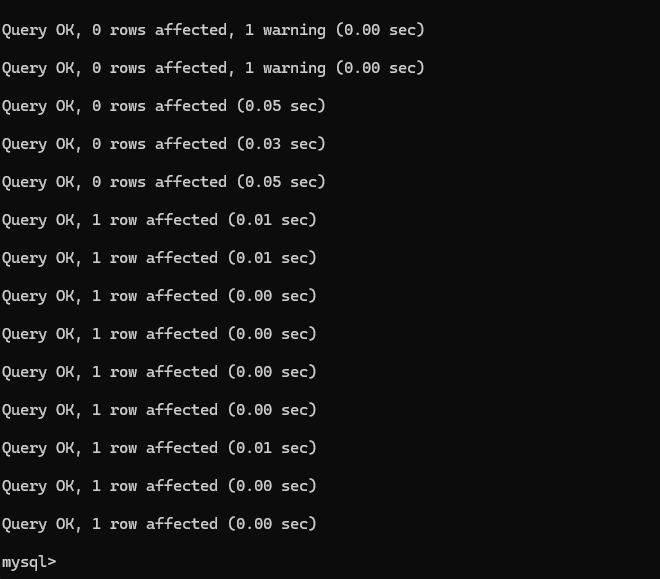 Query OK, 0 rows affected, 1 warning (0.00 sec)
Query OK, 0 rows affected, 1 warning (0.00 sec)
Query OK, 0 rows affected (0.05 sec)
Query OK, 0 rows affected (0.03 sec)
Query OK, 0 rows affected (0.05 sec)
Query OK, 1 row affected (0.01 sec)
Query OK, 1 row affected (0.01 sec)
Query OK, 1 row affected (0.00 sec)
Query OK, 1 row affected (0.00 sec)
Query OK, 1 row affected (0.00 sec)
Query OK, 1 row affected (0.00 sec)
Query OK, 1 row affected (0.01 sec)
Query OK, 1 row affected (0.00 sec)
Query OK, 1 row affected (0.00 sec)
mysql>